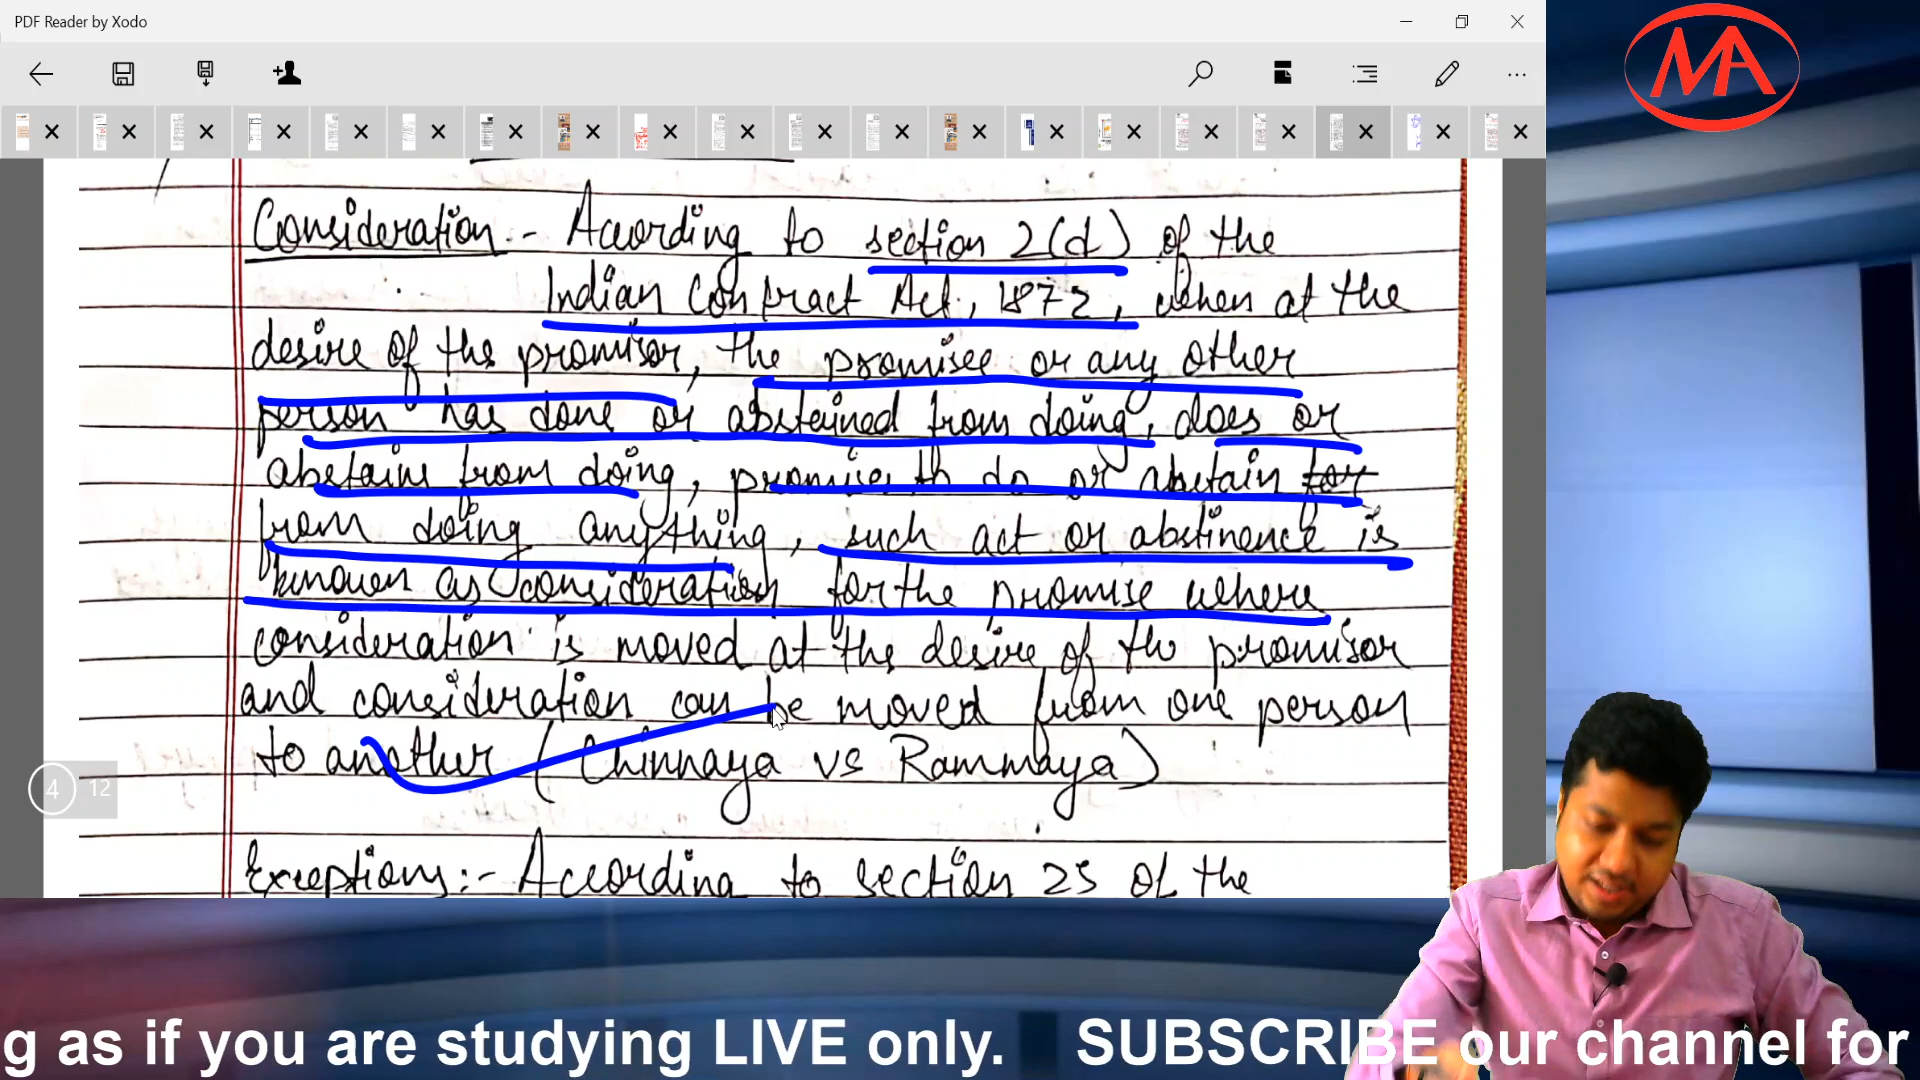 PDF Reader by Xodo
MA
Consideration :- According to section 2(d) of the
Indian Contract Act, 1872, when at the
desire of the promisor, the promisee or any other
person has done or abstained from doing, does or
abstain from doing, promise to do or abstain for
from doing anything, such act or abstinence is
known as consideration for the promise where
consideration is moved at the desire of the promisor
and consideration can be moved from one person
to another (Chinnaya vs Rammaya)
4 12
Exceptions :- According to section 25 of the
g as if you are studying LIVE only. SUBSCRIBE our channel for